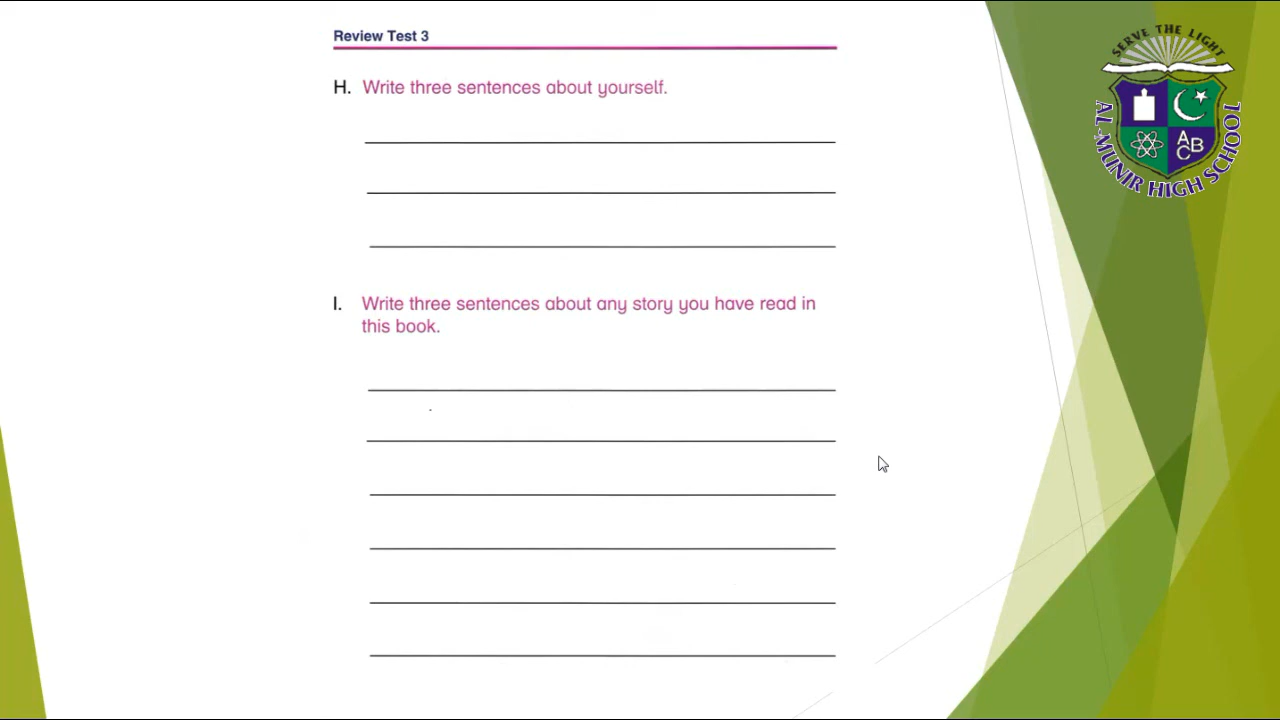 Review Test 3
SERVE THE LIGHT
H. Write three sentences about yourself.
A
B
C
AL-MUNIR HIGH SCHOOL
I. Write three sentences about any story you have read in
this book.